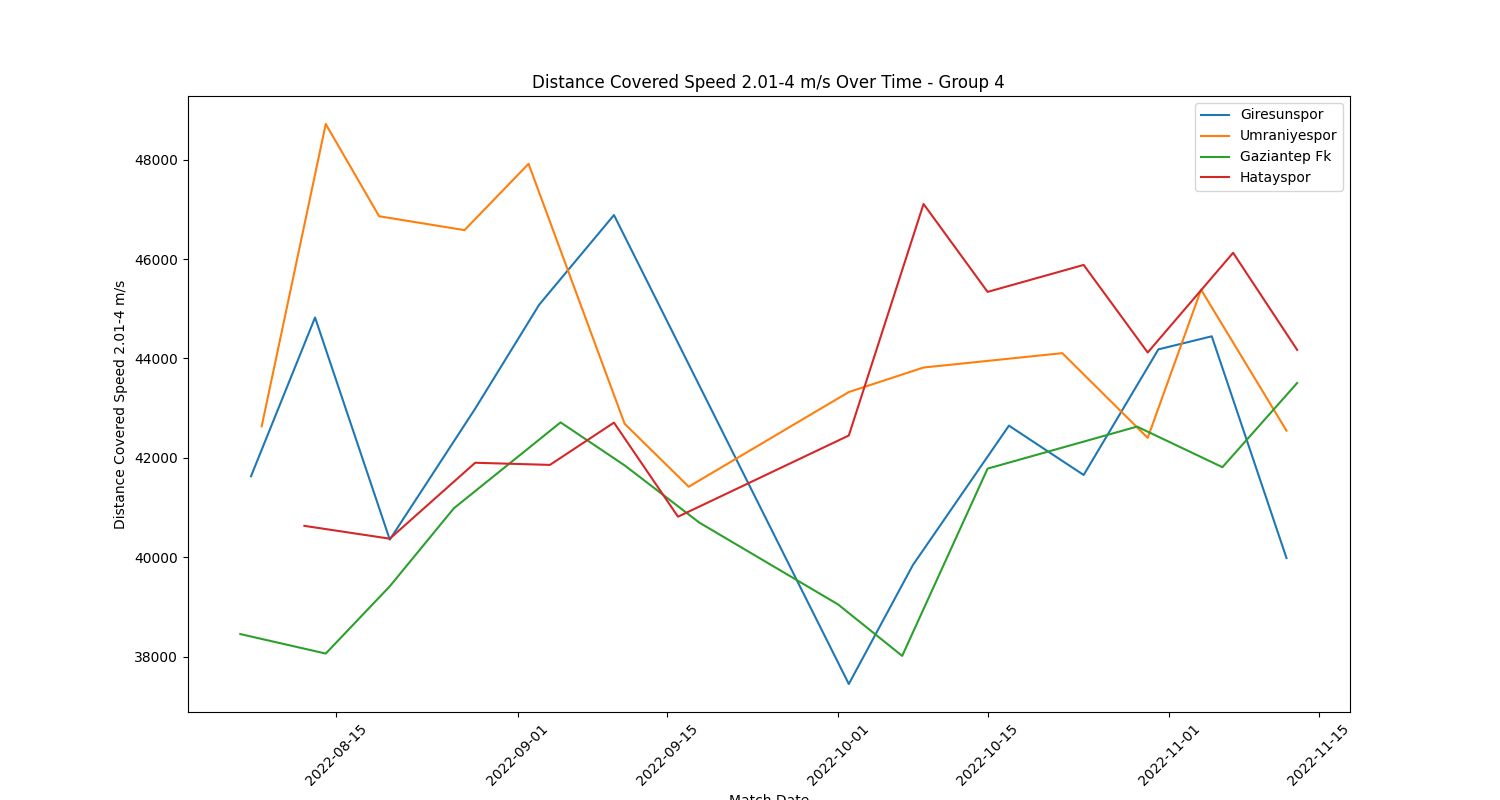 Distance Covered Speed 2.01-4 m/s Over Time - Group 4
Giresunspor
Umraniyespor
Gaziantep Fk
Hatayspor
Distance Covered Speed 2.01-4 m/s
48000
46000
44000
42000
40000
38000
2022-08-15
2022-09-01
2022-09-15
2022-10-01
2022-10-15
2022-11-01
2022-11-15
Match Date